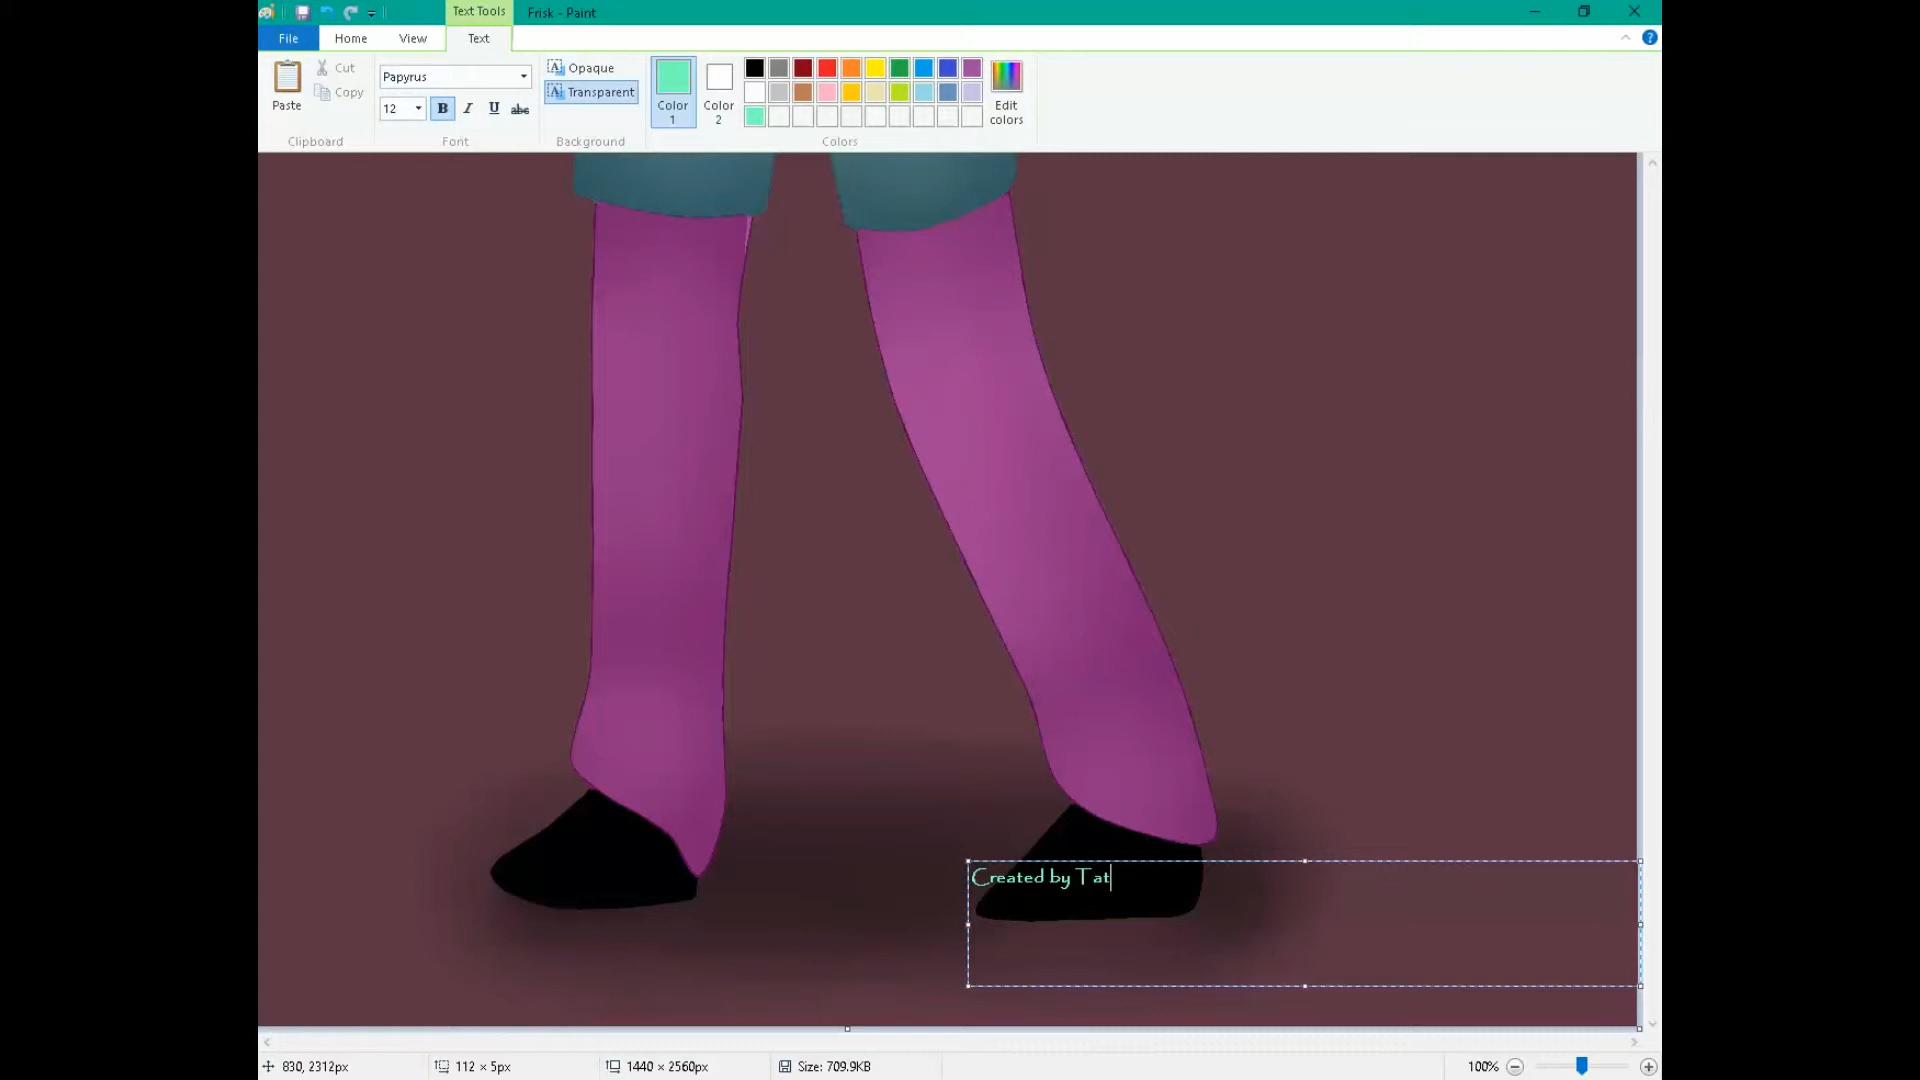 Text Tools
Frisk - Paint
File
Home
View
Text
Paste
Cut
Copy
Clipboard
Papyrus
12
B
I
U
abc
Font
Opaque
Transparent
Background
Color
1
Color
2
Edit
colors
Colors
Created by Tat
830, 2312px
112 × 5px
1440 × 2560px
Size: 709.9KB
100%